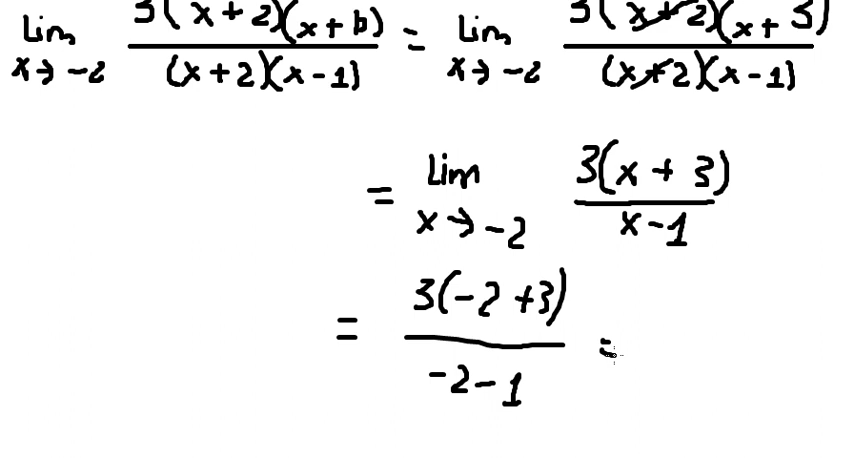 lim x→-2 3(x+2)(x+b) / (x+2)(x-1) = lim x→-2 3(x+2)(x+3) / (x+2)(x-1)
= lim x→-2 3(x+3) / x-1
= 3(-2+3) / -2-1 =